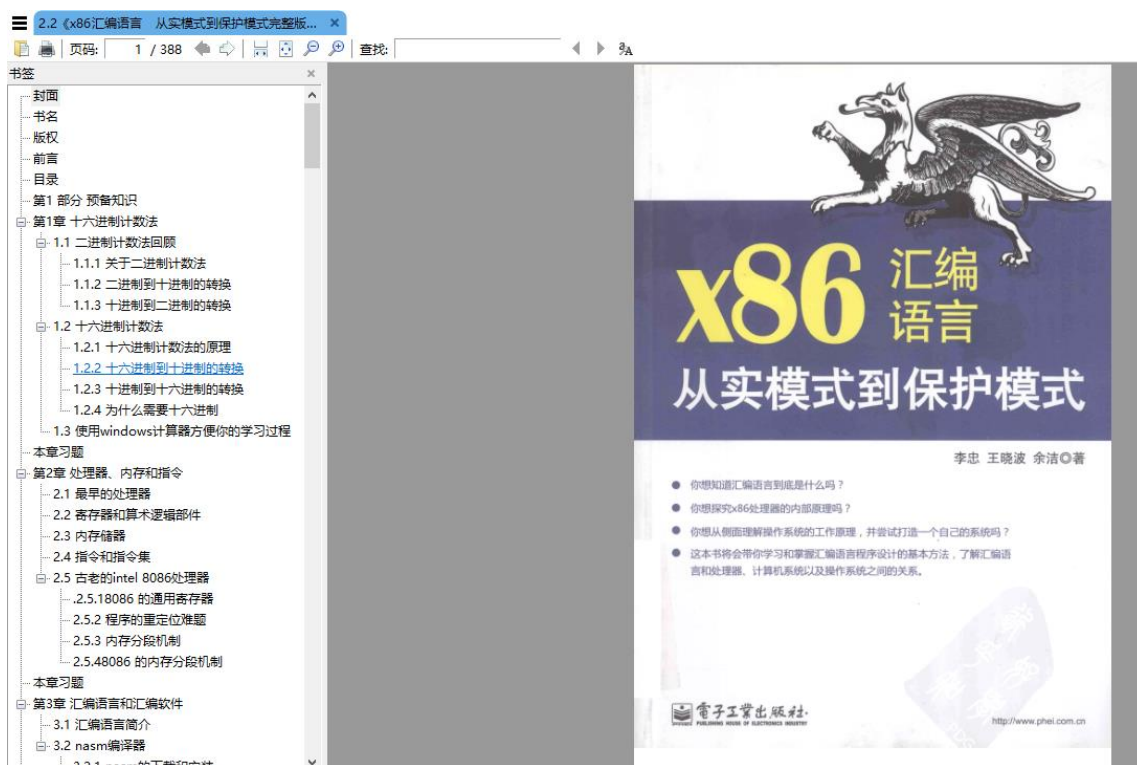 2.2《x86汇编语言 从实模式到保护模式完整版... ×
页码: 1 / 388 查找:
书签 ×
封面
书名
版权
前言
目录
第1 部分 预备知识
第1章 十六进制计数法
1.1 二进制计数法回顾
1.1.1 关于二进制计数法
1.1.2 二进制到十进制的转换
1.1.3 十进制到二进制的转换
1.2 十六进制计数法
1.2.1 十六进制计数法的原理
1.2.2 十六进制到十进制的转换
1.2.3 十进制到十六进制的转换
1.2.4 为什么需要十六进制
1.3 使用windows计算器方便你的学习过程
本章习题
第2章 处理器、内存和指令
2.1 最早的处理器
2.2 寄存器和算术逻辑部件
2.3 内存储器
2.4 指令和指令集
2.5 古老的intel 8086处理器
.2.5.18086 的通用寄存器
2.5.2 程序的重定位难题
2.5.3 内存分段机制
2.5.48086 的内存分段机制
本章习题
第3章 汇编语言和汇编软件
3.1 汇编语言简介
3.2 nasm编译器
x86 汇编
语言
从实模式到保护模式
李忠 王晓波 余洁◎著
● 你想知道汇编语言到底是什么吗？
● 你想探究x86处理器的内部原理吗？
● 你想从侧面理解操作系统的工作原理，并尝试打造一个自己的系统吗？
● 这本书将会带你学习和掌握汇编语言程序设计的基本方法，了解汇编语
言和处理器、计算机系统以及操作系统之间的关系。
電子工業出版社·
PUBLISHING HOUSE OF ELECTRONICS INDUSTRY
http://www.phei.com.cn